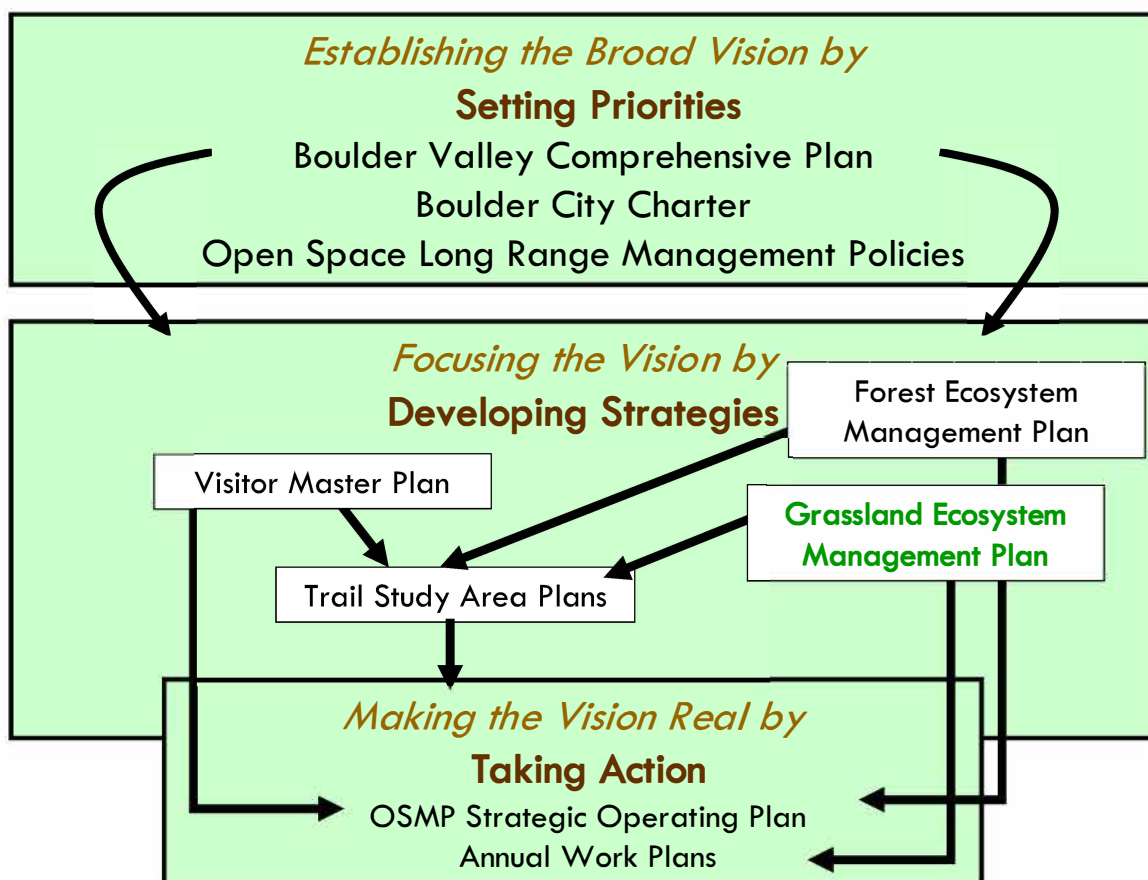 Establishing the Broad Vision by
Setting Priorities
Boulder Valley Comprehensive Plan
Boulder City Charter
Open Space Long Range Management Policies
Focusing the Vision by
Developing Strategies
Forest Ecosystem
Management Plan
Visitor Master Plan
Grassland Ecosystem
Management Plan
Trail Study Area Plans
Making the Vision Real by
Taking Action
OSMP Strategic Operating Plan
Annual Work Plans